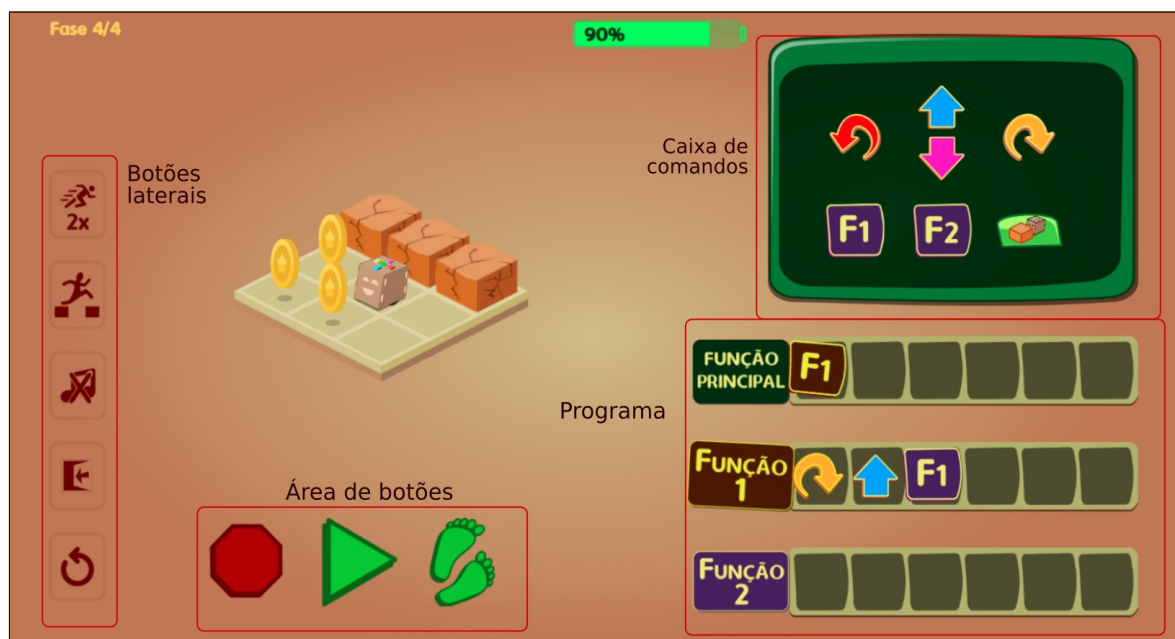 Fase 4/4
90%
Caixa de
comandos
Botões
laterais
2x
F1
F2
FUNÇÃO
PRINCIPAL
F1
Programa
FUNÇÃO
1
F1
Área de botões
FUNÇÃO
2